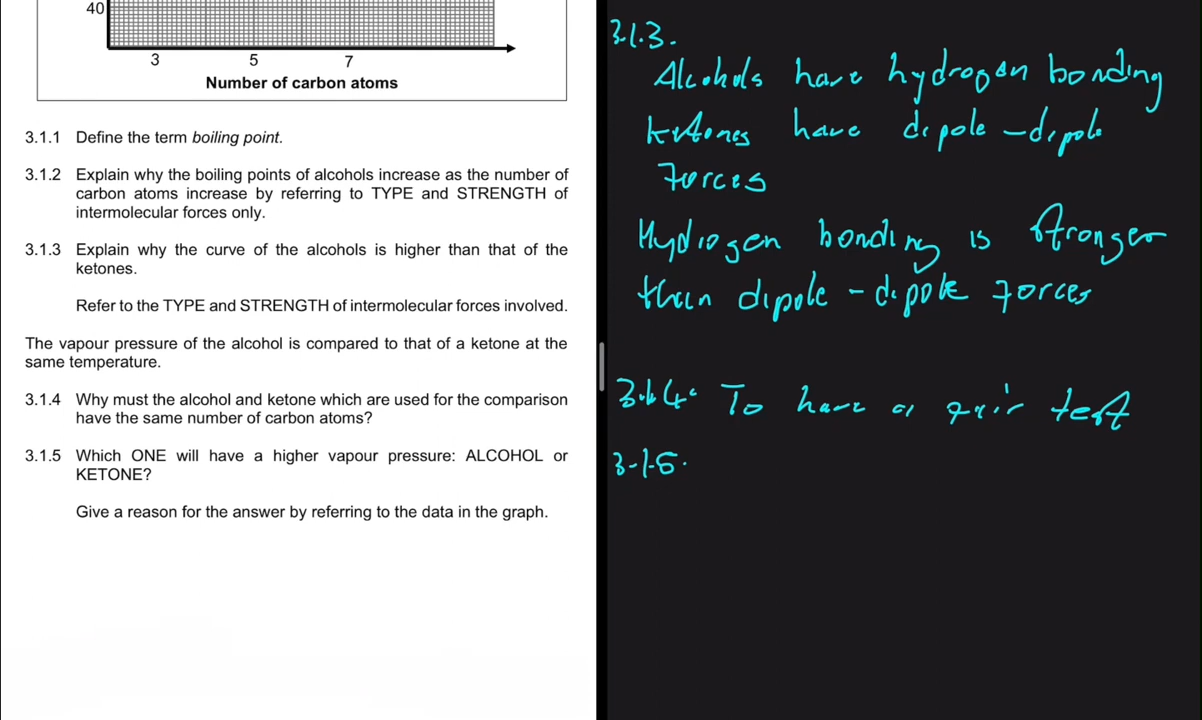 40
3 5 7
Number of carbon atoms
3.1.1 Define the term boiling point.
3.1.2 Explain why the boiling points of alcohols increase as the number of
carbon atoms increase by referring to TYPE and STRENGTH of
intermolecular forces only.
3.1.3 Explain why the curve of the alcohols is higher than that of the
ketones.
Refer to the TYPE and STRENGTH of intermolecular forces involved.
The vapour pressure of the alcohol is compared to that of a ketone at the
same temperature.
3.1.4 Why must the alcohol and ketone which are used for the comparison
have the same number of carbon atoms?
3.1.5 Which ONE will have a higher vapour pressure: ALCOHOL or
KETONE?
Give a reason for the answer by referring to the data in the graph.
3.1.3.
Alcohols have hydrogen bonding
ketones have dipole-dipole
Forces
Hydrogen bonding is stronger
than dipole-dipole forces
3.1.4. To have a fair test
3.1.5.